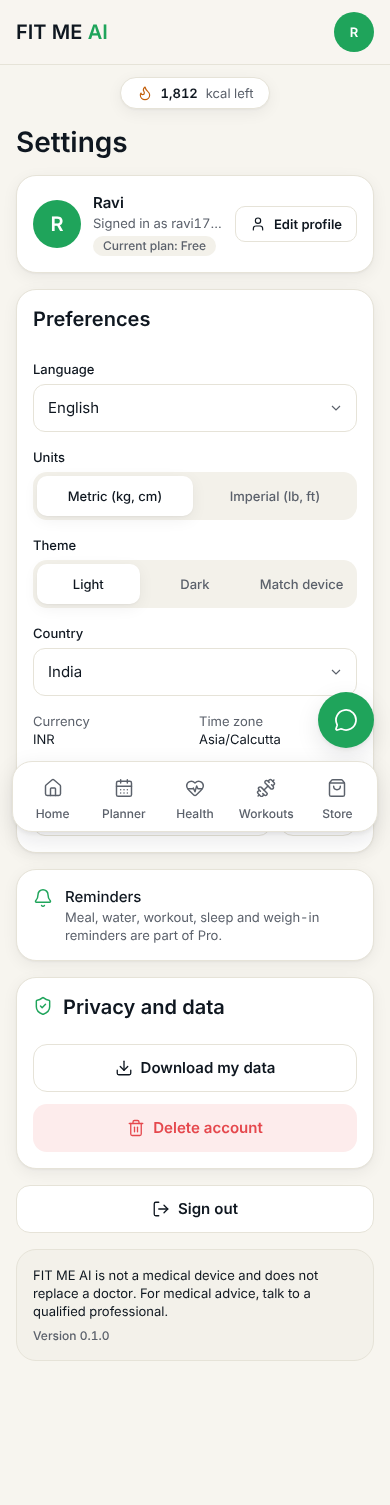 FIT ME AI
R
1,812 kcal left
Settings
R
Ravi
Signed in as ravi17...
Current plan: Free
Edit profile
Preferences
Language
English
Units
Metric (kg, cm)
Imperial (lb, ft)
Theme
Light
Dark
Match device
Country
India
Currency
INR
Time zone
Asia/Calcutta
Home
Planner
Health
Workouts
Store
Reminders
Meal, water, workout, sleep and weigh-in
reminders are part of Pro.
Privacy and data
Download my data
Delete account
Sign out
FIT ME AI is not a medical device and does not
replace a doctor. For medical advice, talk to a
qualified professional.
Version 0.1.0